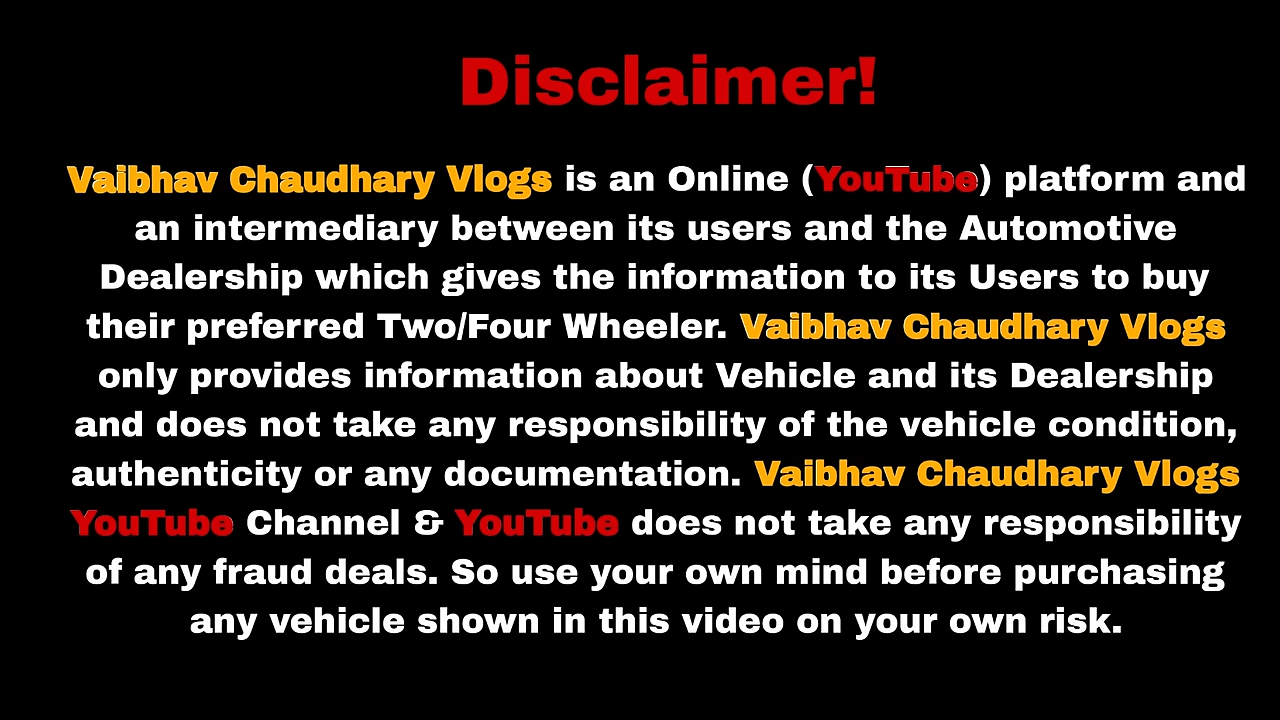 Disclaimer!
Vaibhav Chaudhary Vlogs is an Online (YouTube) platform and
an intermediary between its users and the Automotive
Dealership which gives the information to its Users to buy
their preferred Two/Four Wheeler. Vaibhav Chaudhary Vlogs
only provides information about Vehicle and its Dealership
and does not take any responsibility of the vehicle condition,
authenticity or any documentation. Vaibhav Chaudhary Vlogs
YouTube Channel & YouTube does not take any responsibility
of any fraud deals. So use your own mind before purchasing
any vehicle shown in this video on your own risk.